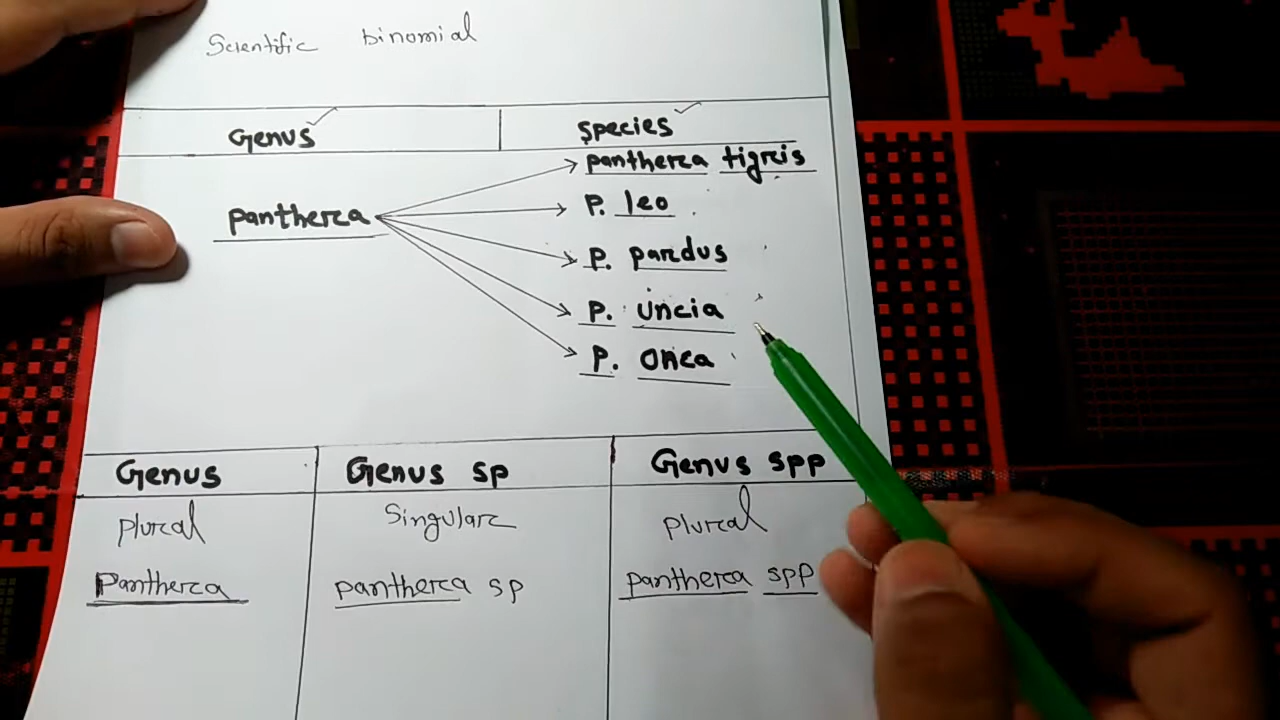 Scientific binomial
Genus Species
panthera panthera tigris
P. leo
P. pardus
P. uncia
P. onca
Genus Genus sp Genus spp
plural Singular plural
Panthera panthera sp panthera spp